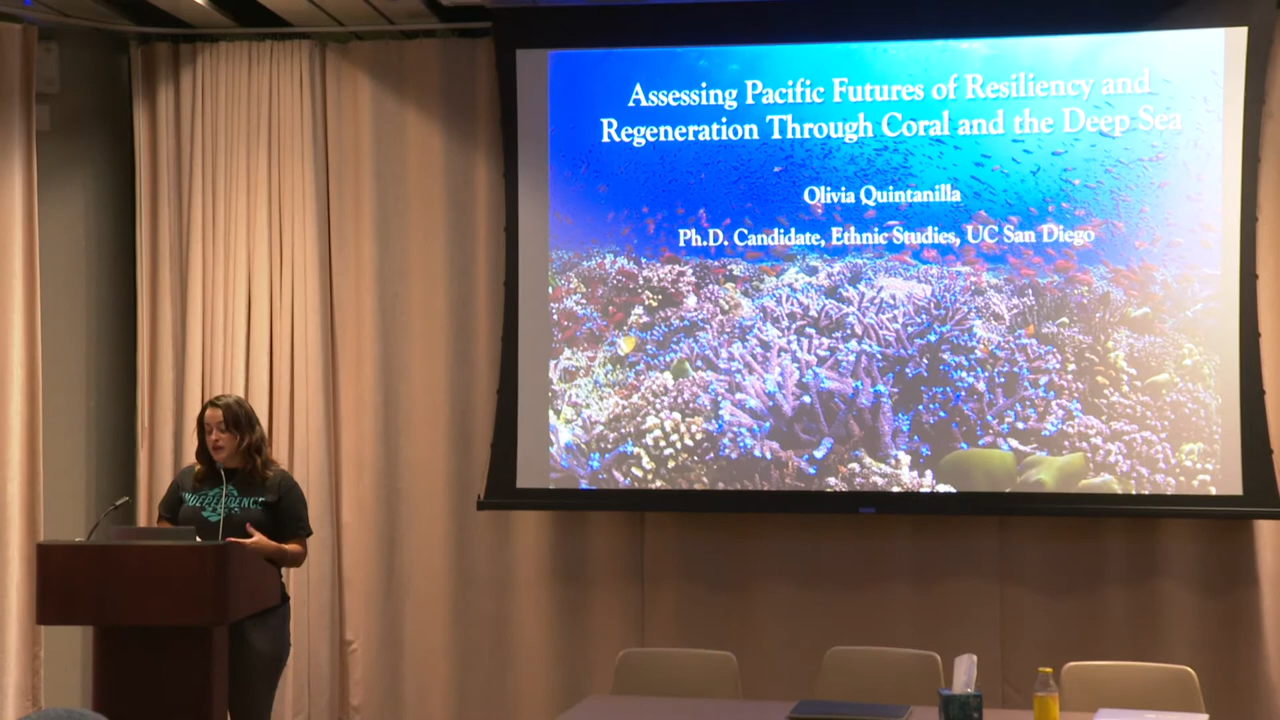 Assessing Pacific Futures of Resiliency and
Regeneration Through Coral and the Deep Sea
Olivia Quintanilla
Ph.D. Candidate, Ethnic Studies, UC San Diego
INDEPENDENCE